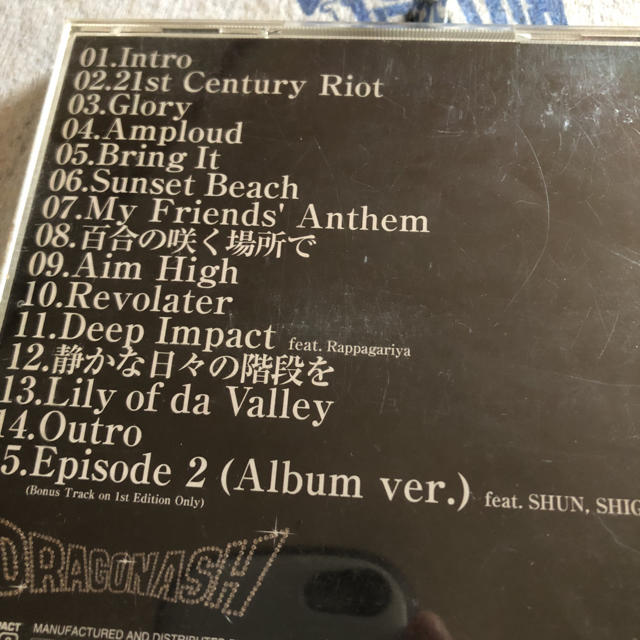 01.Intro
02.21st Century Riot
03.Glory
04.Amploud
05.Bring It
06.Sunset Beach
07.My Friends' Anthem
08.百合の咲く場所で
09.Aim High
10.Revolater
11.Deep Impact feat. Rappagariya
12.静かな日々の階段を
13.Lily of da Valley
14.Outro
5.Episode 2 (Album ver.) feat. SHUN, SHIG
(Bonus Track on 1st Edition Only)
DRAGONASH
PACT MANUFACTURED AND DISTRIBUTED